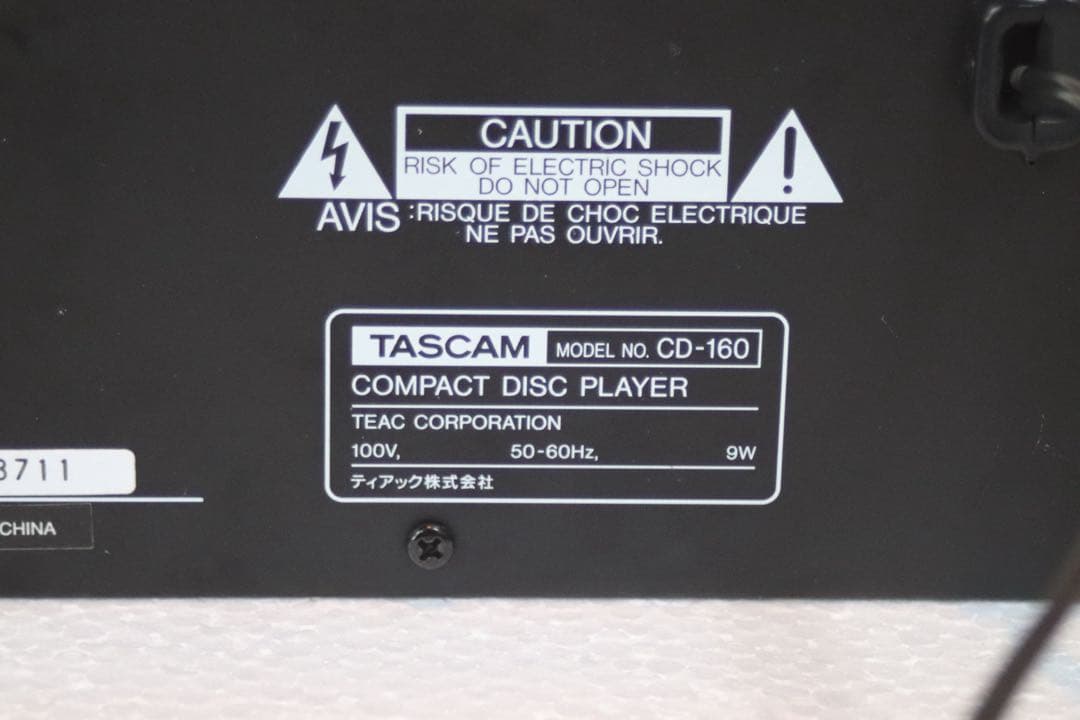 CAUTION
RISK OF ELECTRIC SHOCK
DO NOT OPEN
AVIS :RISQUE DE CHOC ELECTRIQUE
NE PAS OUVRIR.
TASCAM MODEL NO. CD-160
COMPACT DISC PLAYER
TEAC CORPORATION
100V, 50-60Hz, 9W
ティアック株式会社
3711
CHINA